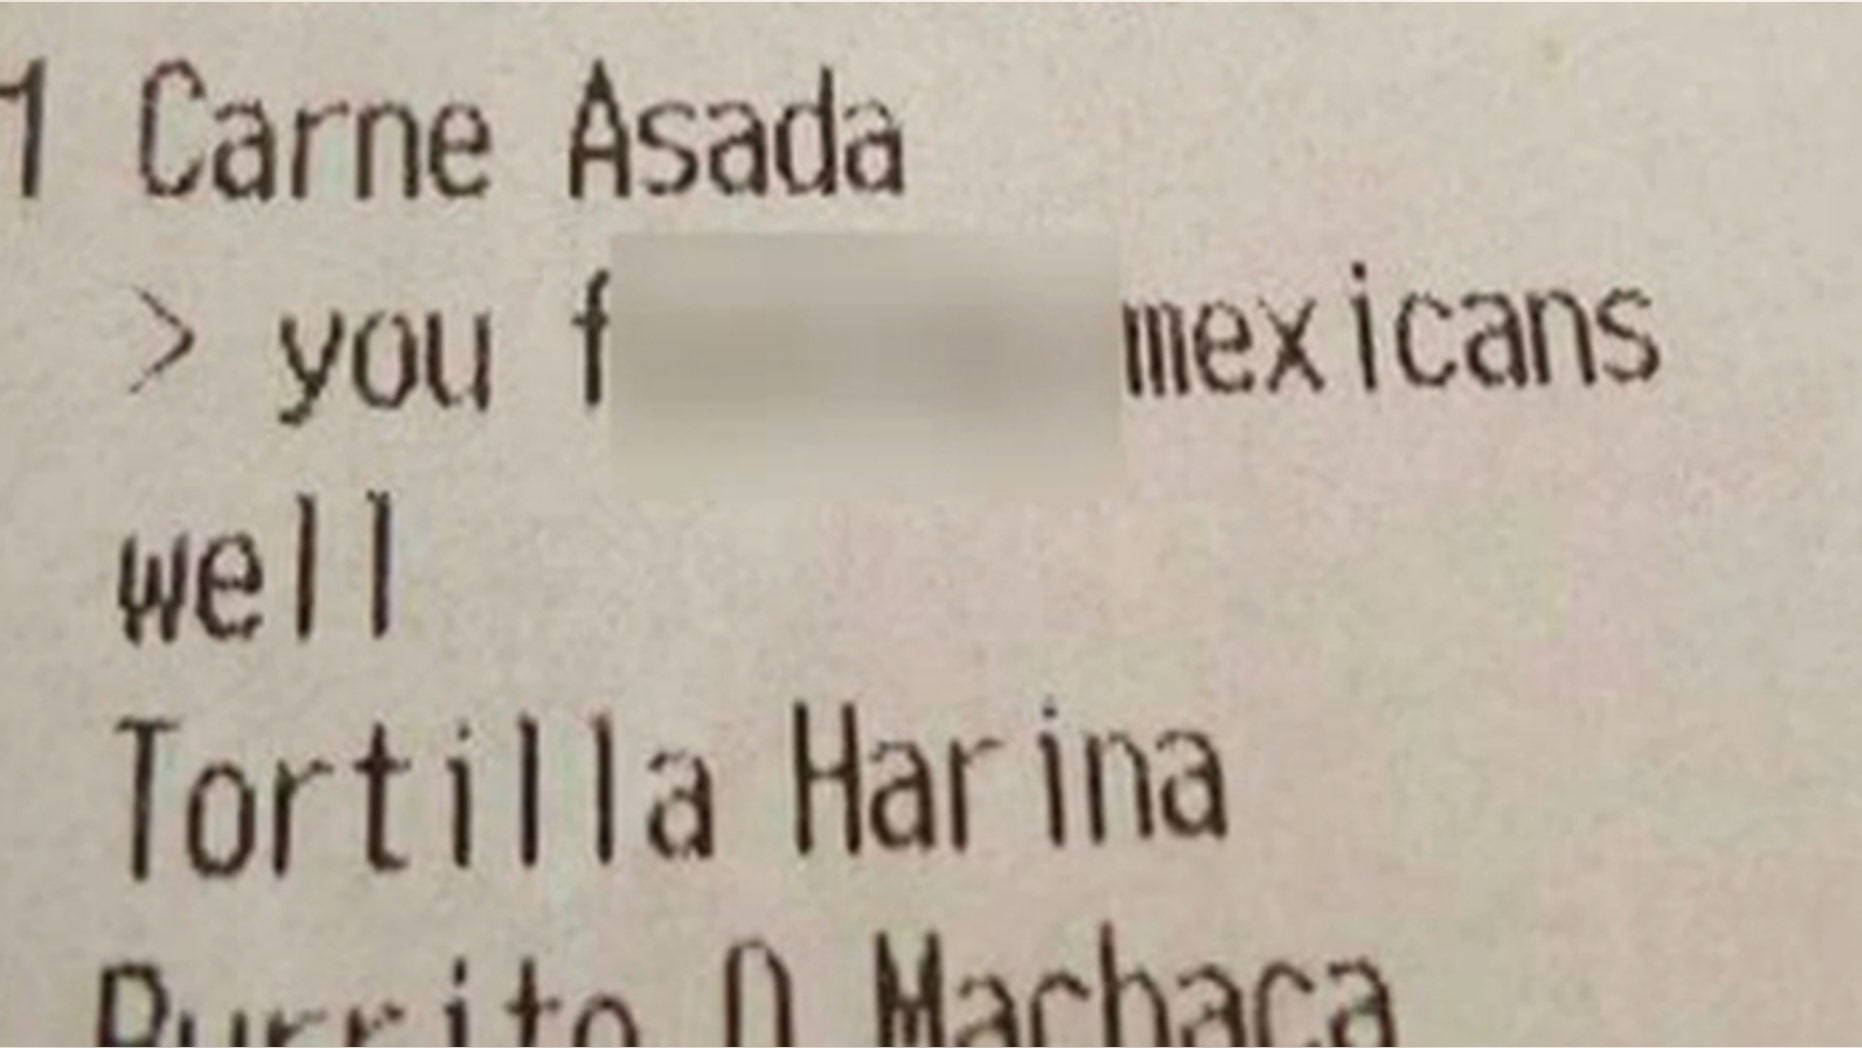 1 Carne Asada
> you f mexicans
well
Tortilla Harina
Burrito D Machaca